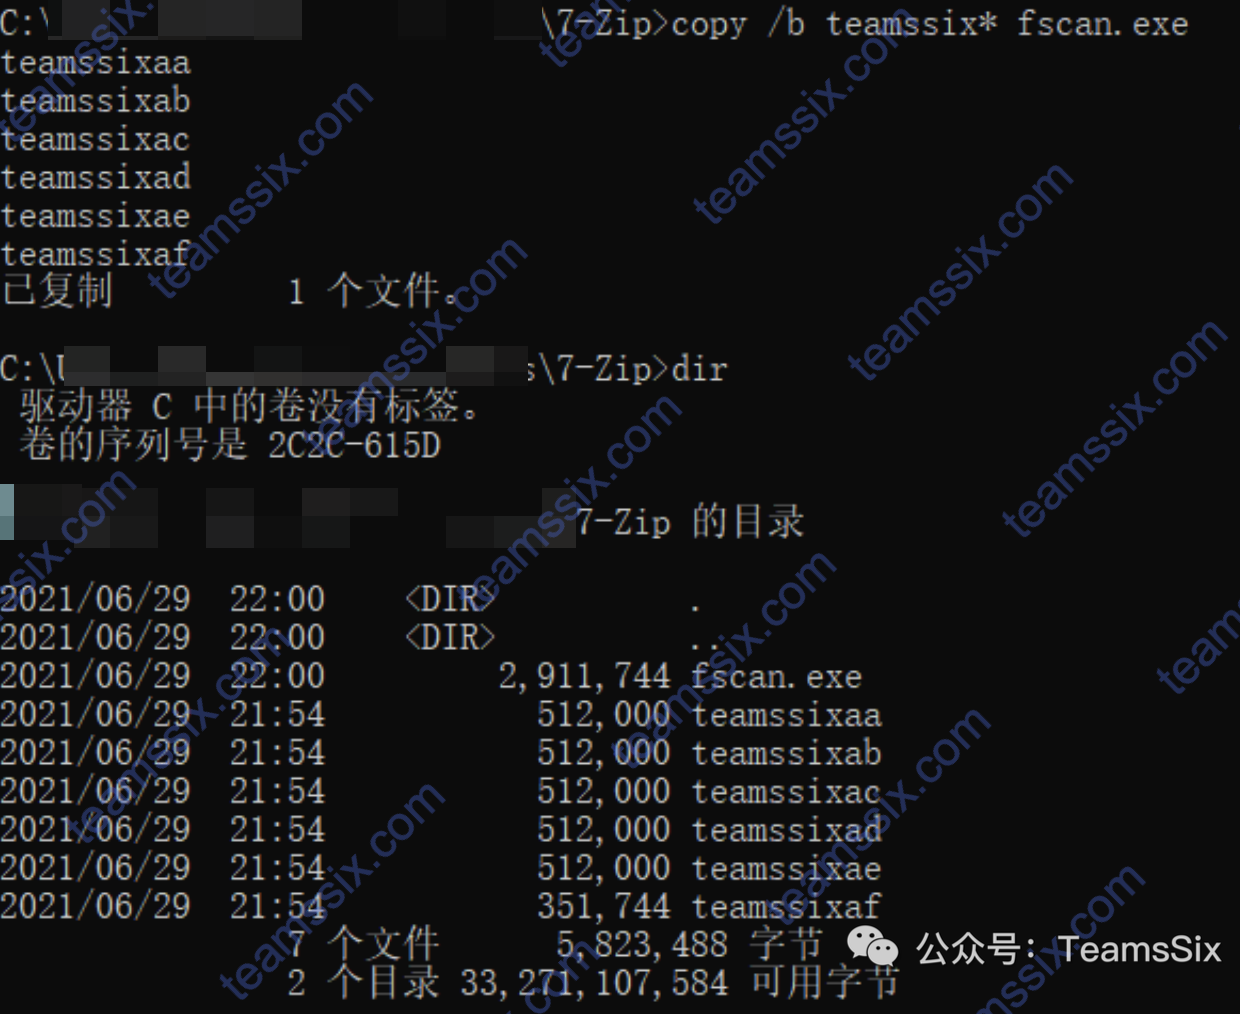 C:\ \7-Zip>copy /b teamssix* fscan.exe
teamssixaa
teamssixab
teamssixac
teamssixad
teamssixae
teamssixaf
已复制 1 个文件。
C:\U s\7-Zip>dir
驱动器 C 中的卷没有标签。
卷的序列号是 2C2C-615D
7-Zip 的目录
2021/06/29 22:00 <DIR> .
2021/06/29 22:00 <DIR> ..
2021/06/29 22:00 2,911,744 fscan.exe
2021/06/29 21:54 512,000 teamssixaa
2021/06/29 21:54 512,000 teamssixab
2021/06/29 21:54 512,000 teamssixac
2021/06/29 21:54 512,000 teamssixad
2021/06/29 21:54 512,000 teamssixae
2021/06/29 21:54 351,744 teamssixaf
7 个文件 5,823,488 字节
2 个目录 33,271,107,584 可用字节
公众号：TeamsSix
teamssix.com